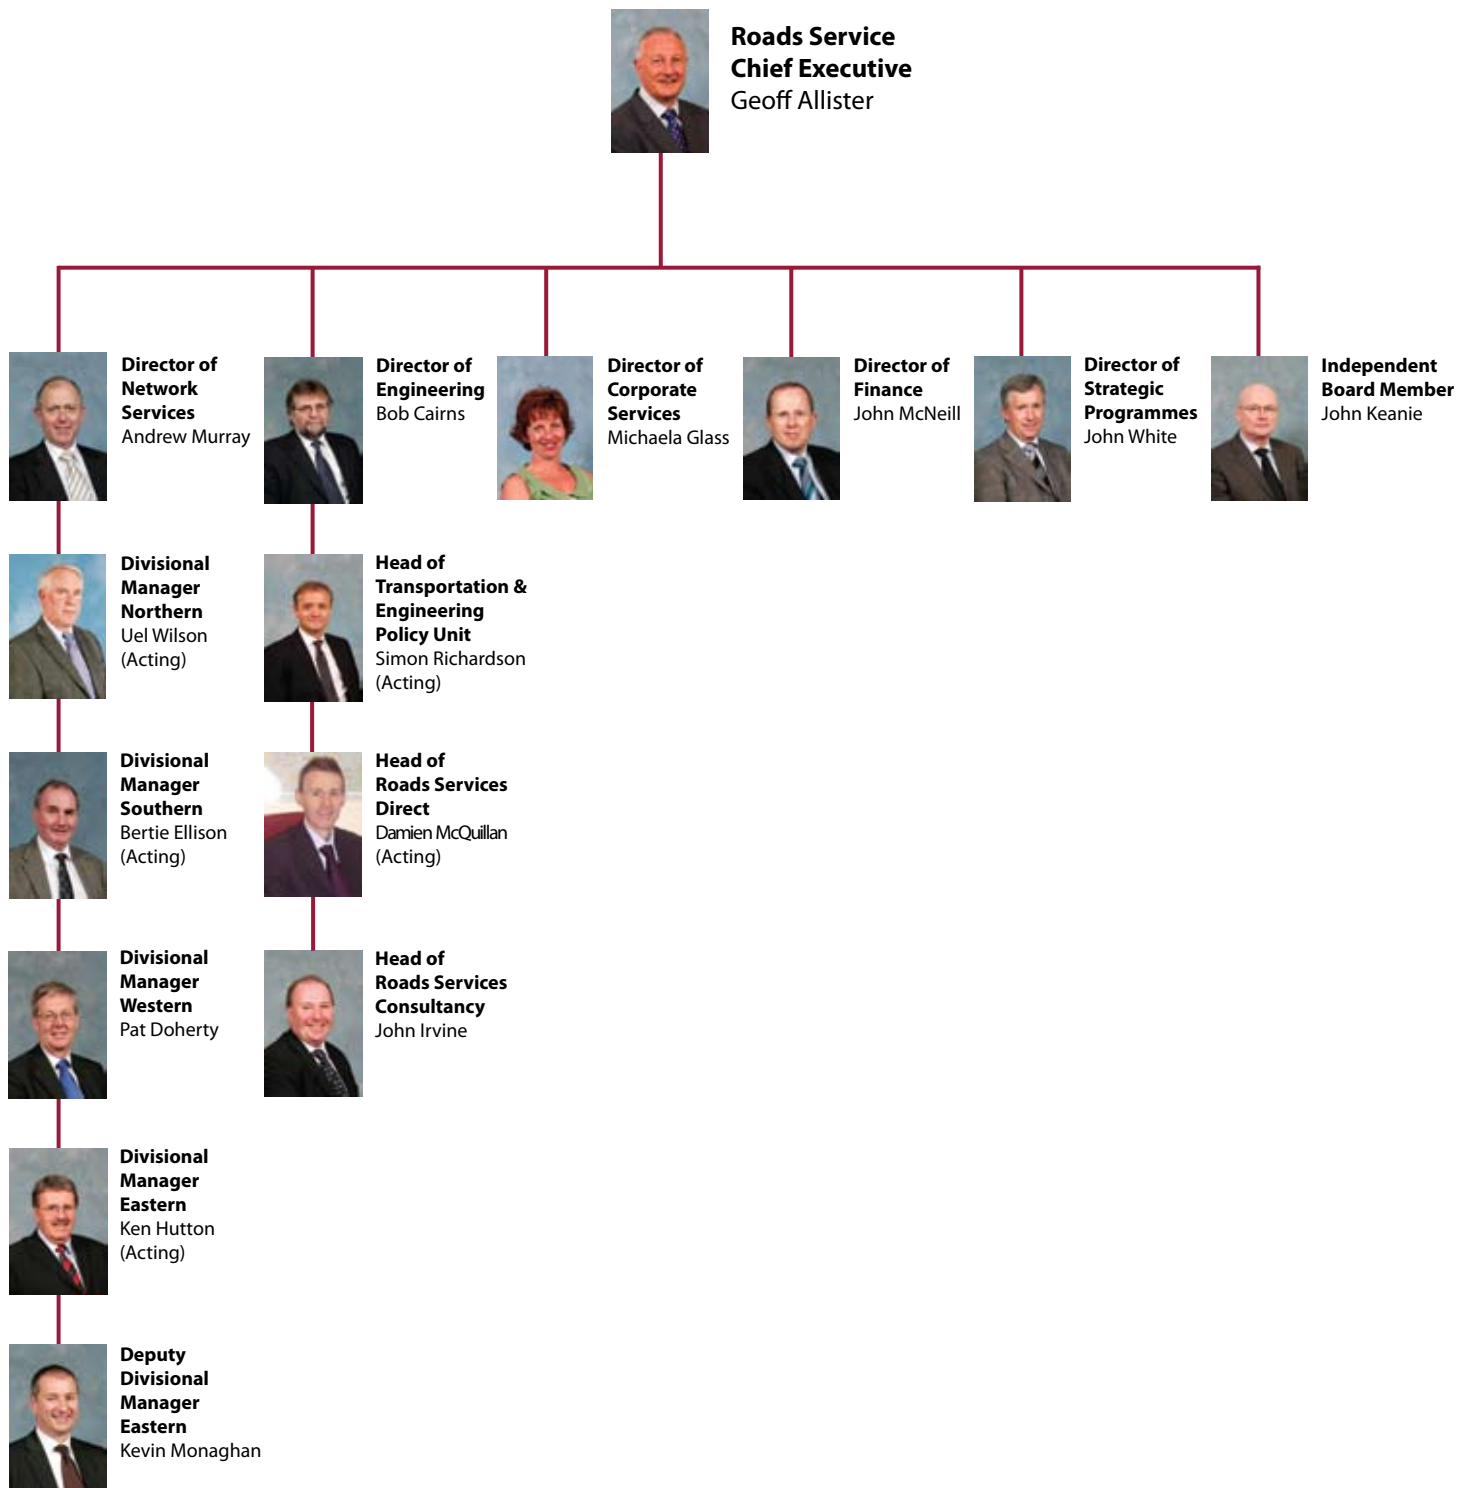 Roads Service
Chief Executive
Geoff Allister
Director of
Network
Services
Andrew Murray
Director of
Engineering
Bob Cairns
Director of
Corporate
Services
Michaela Glass
Director of
Finance
John McNeill
Director of
Strategic
Programmes
John White
Independent
Board Member
John Keanie
Divisional
Manager
Northern
Uel Wilson
(Acting)
Head of
Transportation &
Engineering
Policy Unit
Simon Richardson
(Acting)
Divisional
Manager
Southern
Bertie Ellison
(Acting)
Head of
Roads Services
Direct
Damien McQuillan
(Acting)
Divisional
Manager
Western
Pat Doherty
Head of
Roads Services
Consultancy
John Irvine
Divisional
Manager
Eastern
Ken Hutton
(Acting)
Deputy
Divisional
Manager
Eastern
Kevin Monaghan